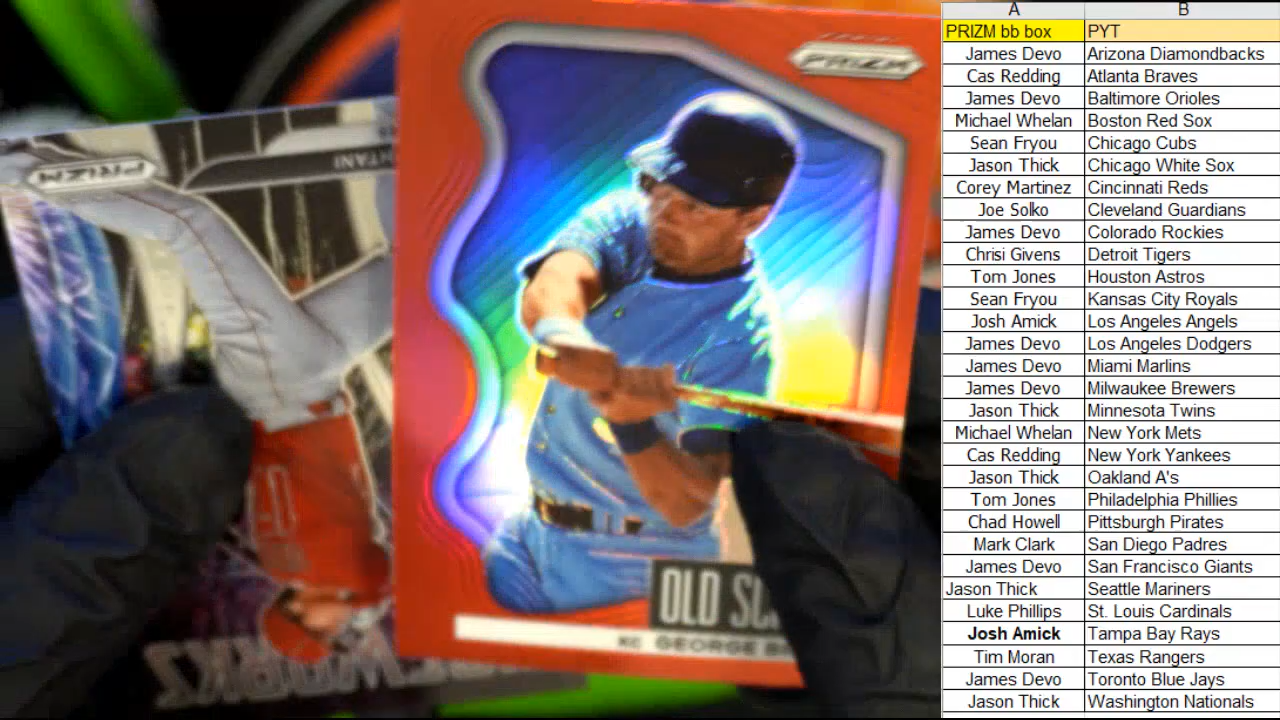 PRIZM
HTANI
PRIZM
OLD
KC GEORGE
A B
PRIZM bb box PYT
James Devo Arizona Diamondbacks
Cas Redding Atlanta Braves
James Devo Baltimore Orioles
Michael Whelan Boston Red Sox
Sean Fryou Chicago Cubs
Jason Thick Chicago White Sox
Corey Martinez Cincinnati Reds
Joe Solko Cleveland Guardians
James Devo Colorado Rockies
Chrisi Givens Detroit Tigers
Tom Jones Houston Astros
Sean Fryou Kansas City Royals
Josh Amick Los Angeles Angels
James Devo Los Angeles Dodgers
James Devo Miami Marlins
James Devo Milwaukee Brewers
Jason Thick Minnesota Twins
Michael Whelan New York Mets
Cas Redding New York Yankees
Jason Thick Oakland A's
Tom Jones Philadelphia Phillies
Chad Howell Pittsburgh Pirates
Mark Clark San Diego Padres
James Devo San Francisco Giants
Jason Thick Seattle Mariners
Luke Phillips St. Louis Cardinals
Josh Amick Tampa Bay Rays
Tim Moran Texas Rangers
James Devo Toronto Blue Jays
Jason Thick Washington Nationals